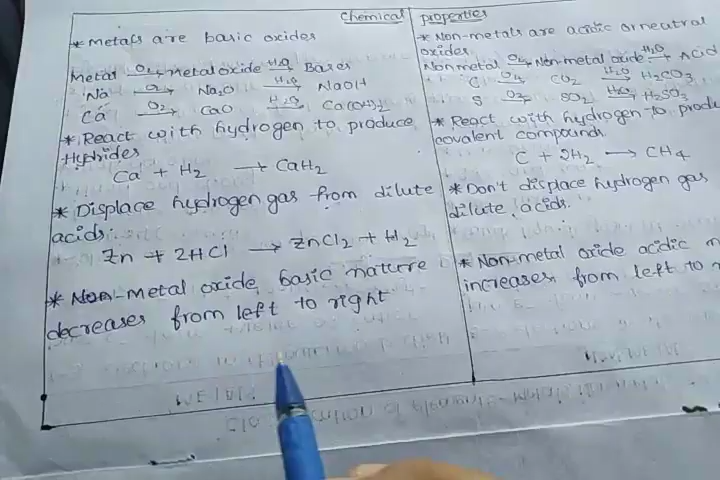 Chemical properties
* Metals are basic oxides
Metal O2→ Metal oxide H2O→ Bases
Na O2→ Na2O H2O→ NaOH
Ca O2→ CaO H2O→ Ca(OH)2
* React with hydrogen to produce
Hydrides
Ca + H2 → CaH2
* Displace hydrogen gas from dilute
acids.
Zn + 2HCl → ZnCl2 + H2
* Non-metal oxide basic nature
decreases from left to right
* Non-metals are acidic or neutral
oxides
Non metal O2→ Non-metal oxide H2O→ Acid
C O2→ CO2 H2O→ H2CO3
S O2→ SO2 H2O→ H2SO3
* React with hydrogen to produ
covalent compounds.
C + 2H2 → CH4
* Don't displace hydrogen gas
dilute acids.
* Non-metal oxide acidic n
increases from left to r